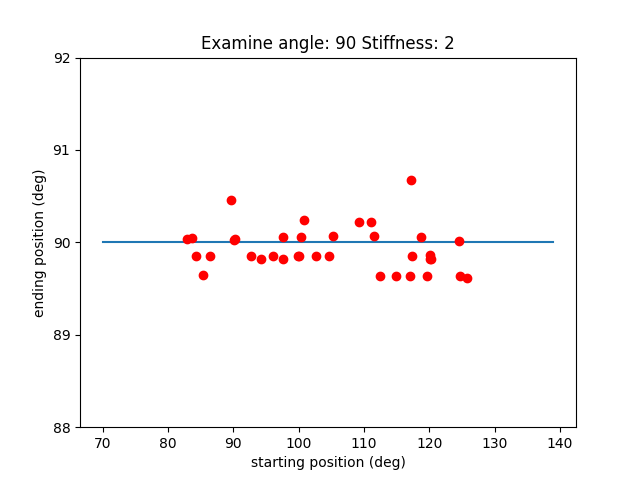 Examine angle: 90 Stiffness: 2
92
91
90
89
88
ending position (deg)
70 80 90 100 110 120 130 140
starting position (deg)